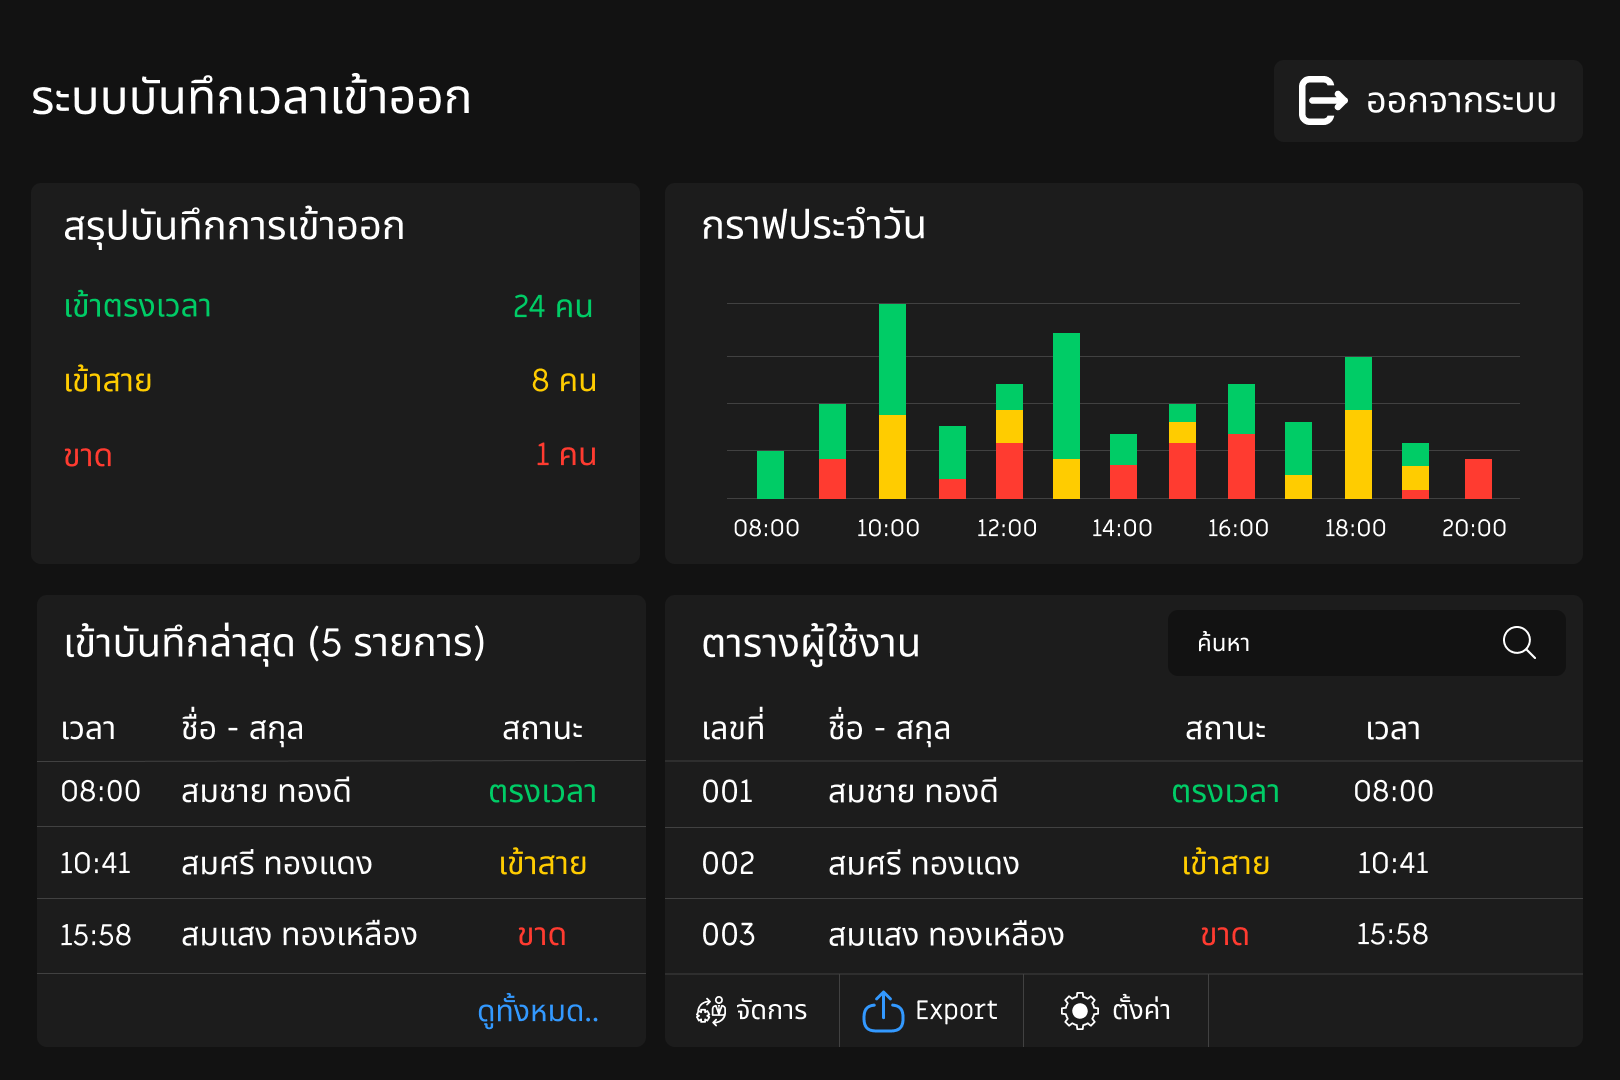 ระบบบันทึกเวลาเข้าออก
ออกจากระบบ
สรุปบันทึกการเข้าออก
เข้าตรงเวลา 24 คน
เข้าสาย 8 คน
ขาด 1 คน
กราฟประจำวัน
08:00 10:00 12:00 14:00 16:00 18:00 20:00
เข้าบันทึกล่าสุด (5 รายการ)
เวลา ชื่อ - สกุล สถานะ
08:00 สมชาย ทองดี ตรงเวลา
10:41 สมศรี ทองแดง เข้าสาย
15:58 สมแสง ทองเหลือง ขาด
ดูทั้งหมด..
ตารางผู้ใช้งาน
ค้นหา
เลขที่ ชื่อ - สกุล สถานะ เวลา
001 สมชาย ทองดี ตรงเวลา 08:00
002 สมศรี ทองแดง เข้าสาย 10:41
003 สมแสง ทองเหลือง ขาด 15:58
จัดการ Export ตั้งค่า